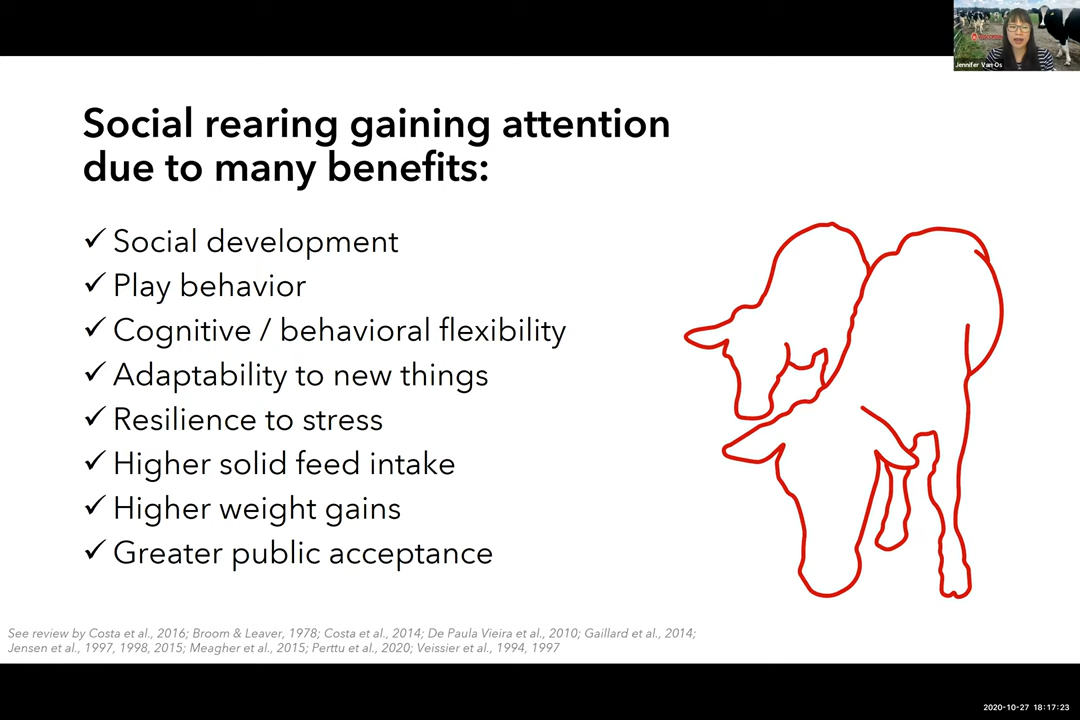 Jennifer Van Os
Social rearing gaining attention
due to many benefits:
✓ Social development
✓ Play behavior
✓ Cognitive / behavioral flexibility
✓ Adaptability to new things
✓ Resilience to stress
✓ Higher solid feed intake
✓ Higher weight gains
✓ Greater public acceptance
See review by Costa et al., 2016; Broom & Leaver, 1978; Costa et al., 2014; De Paula Vieira et al., 2010; Gaillard et al., 2014;
Jensen et al., 1997, 1998, 2015; Meagher et al., 2015; Perttu et al., 2020; Veissier et al., 1994, 1997
2020-10-27 18:17:23